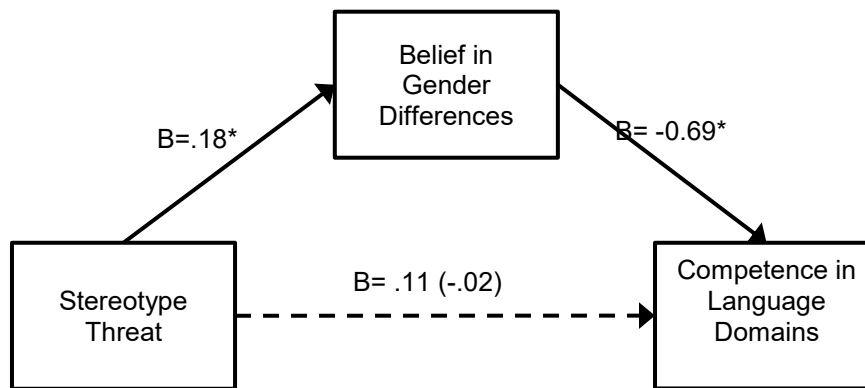 Belief in
Gender
Differences
B=.18*
B= -0.69*
Stereotype
Threat
B= .11 (-.02)
Competence in
Language
Domains